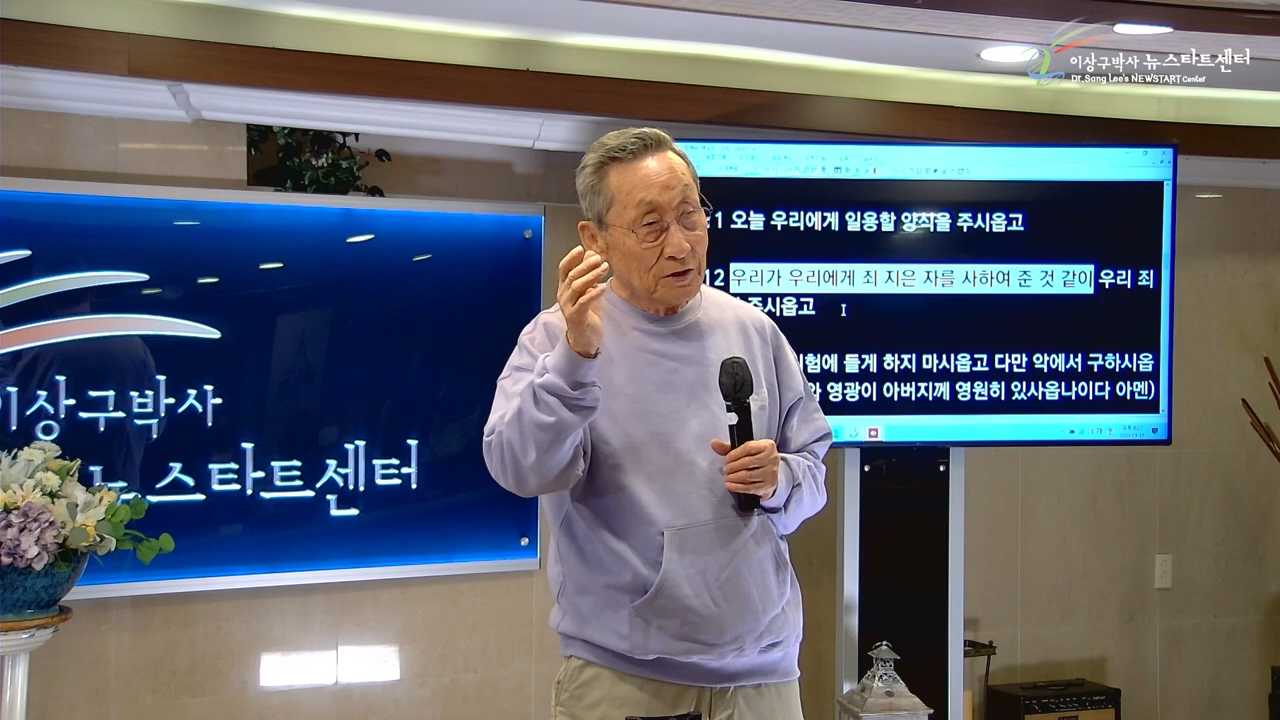 이상구박사 뉴스타트센터
Dr. Sang Lee's NEWSTART Center
1 오늘 우리에게 일용할 양식을 주시옵고
12 우리가 우리에게 죄 지은 자를 사하여 준 것 같이 우리 죄
주시옵고
시험에 들게 하지 마시옵고 다만 악에서 구하시옵
와 영광이 아버지께 영원히 있사옵나이다 아멘)
이상구박사
뉴스타트센터